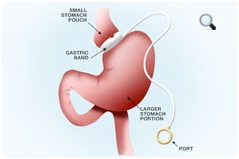 SMALL
STOMACH
POUCH
GASTRIC
BAND
LARGER
STOMACH
PORTION
PORT